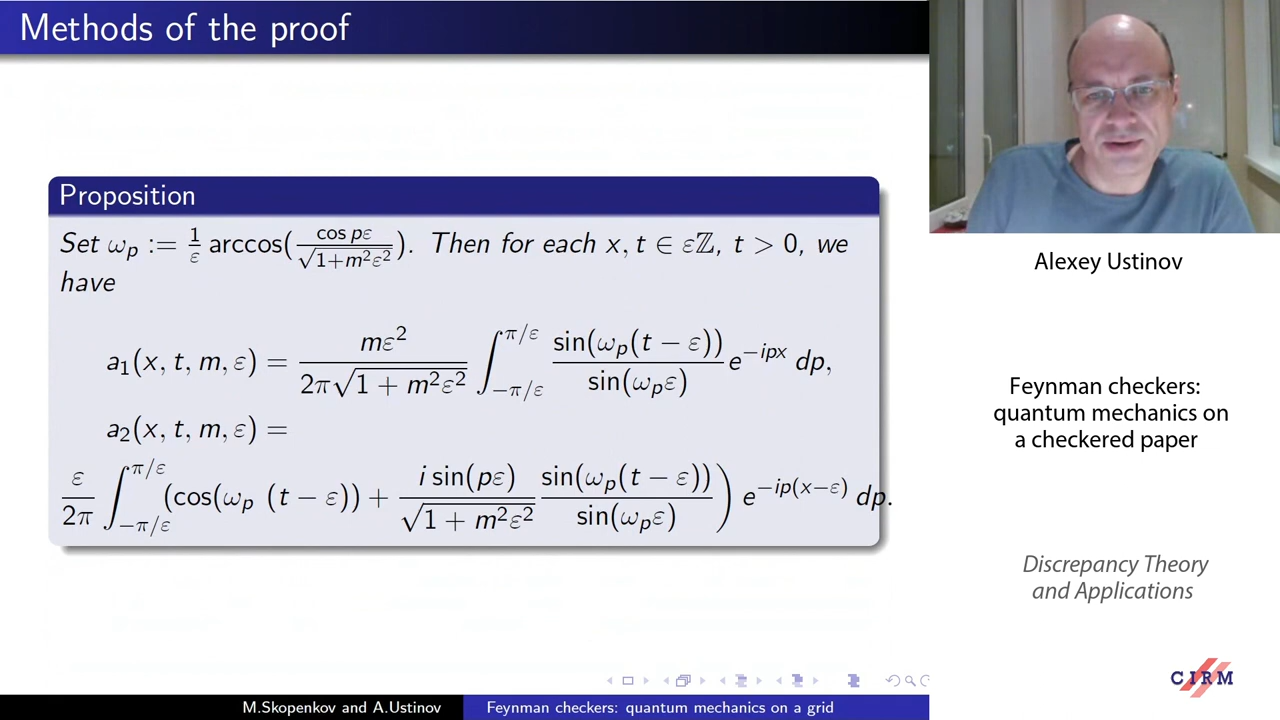 Methods of the proof
Proposition
Set ω_p := 1/ε arccos(cos pε/√(1+m²ε²)). Then for each x, t ∈ εℤ, t > 0, we
have
a₁(x, t, m, ε) = mε²/(2π√(1 + m²ε²)) ∫_{−π/ε}^{π/ε} sin(ω_p(t − ε))/sin(ω_pε) e^{−ipx} dp,
a₂(x, t, m, ε) =
ε/2π ∫_{−π/ε}^{π/ε} (cos(ω_p (t − ε)) + i sin(pε)/√(1 + m²ε²) sin(ω_p(t − ε))/sin(ω_pε)) e^{−ip(x−ε)} dp.
M.Skopenkov and A.Ustinov
Feynman checkers: quantum mechanics on a grid
Alexey Ustinov
Feynman checkers:
quantum mechanics on
a checkered paper
Discrepancy Theory
and Applications
CIRM